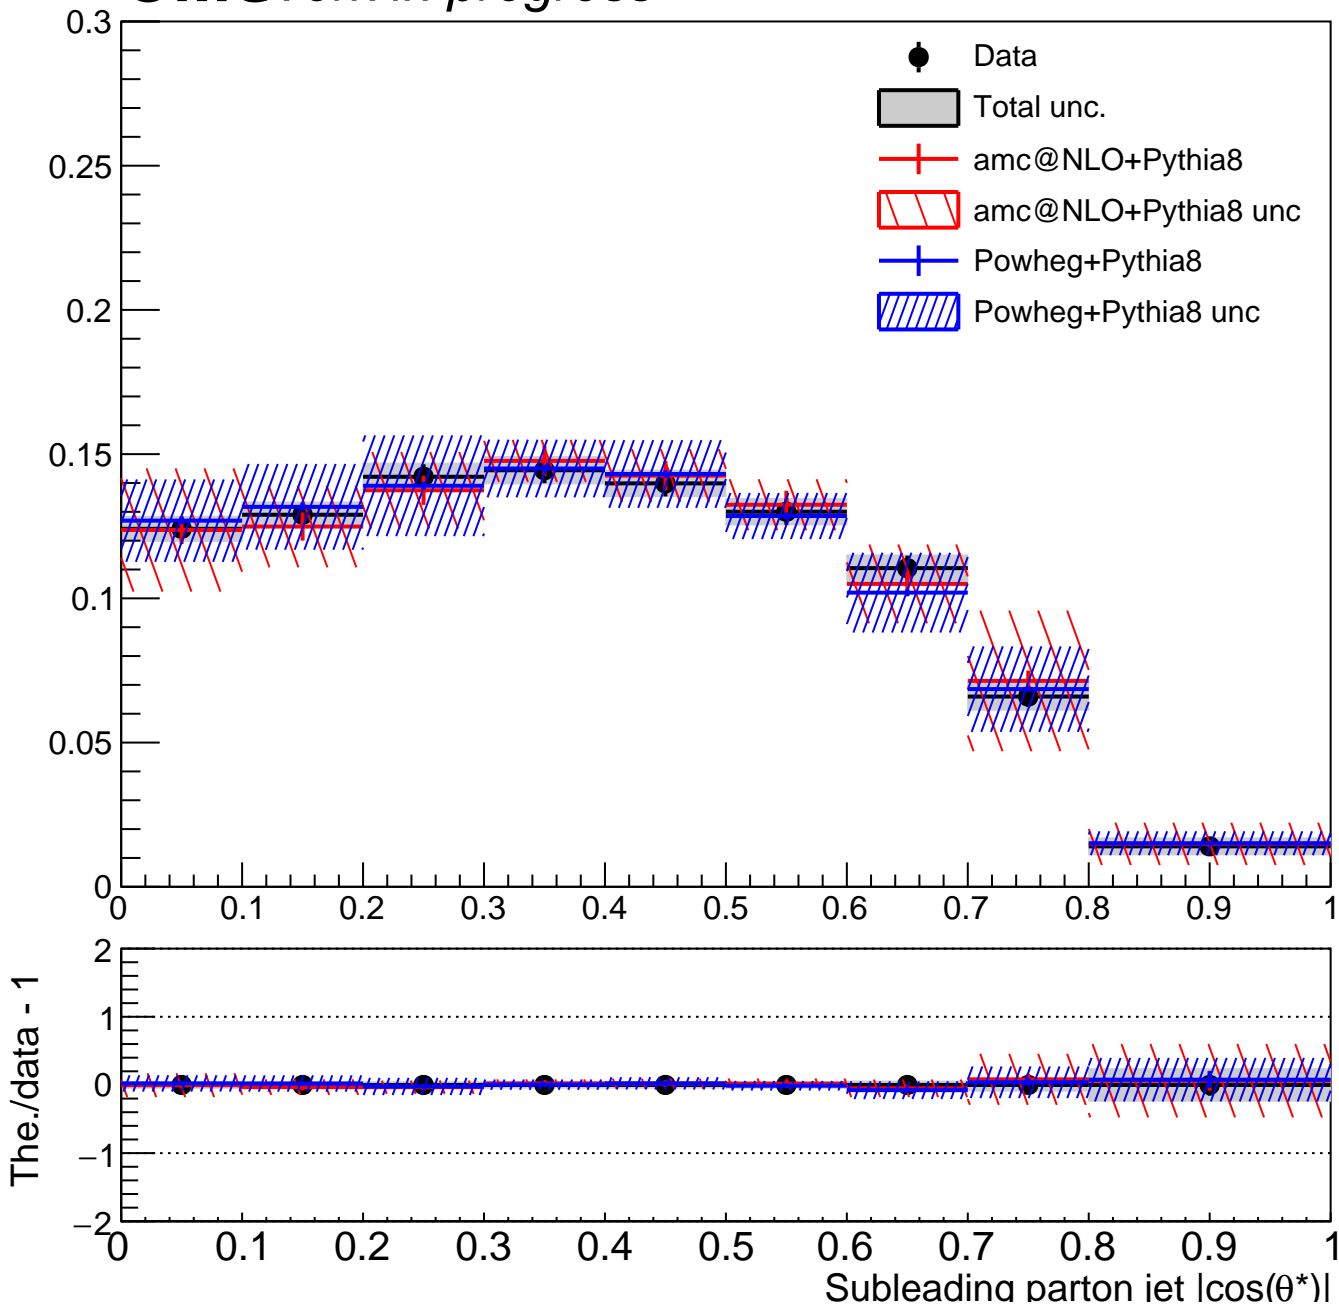 0.3
0.25
0.2
0.15
0.1
0.05
0
Data
Total unc.
amc@NLO+Pythia8
amc@NLO+Pythia8 unc
Powheg+Pythia8
Powheg+Pythia8 unc
0 0.1 0.2 0.3 0.4 0.5 0.6 0.7 0.8 0.9 1
The./data - 1
2
1
0
−1
−2
0 0.1 0.2 0.3 0.4 0.5 0.6 0.7 0.8 0.9 1
Subleading parton jet |cos(θ*)|